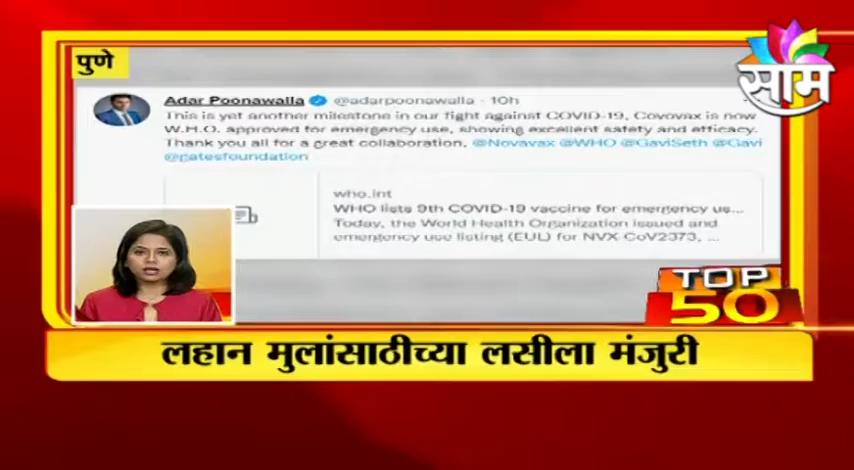 पुणे
साम
Adar Poonawalla @adarpoonawalla · 10h
This is yet another milestone in our fight against COVID-19, Covovax is now
W.H.O. approved for emergency use, showing excellent safety and efficacy.
Thank you all for a great collaboration, @Novavax @WHO @GaviSeth @Gavi
@gatesfoundation
who.int
WHO lists 9th COVID-19 vaccine for emergency us...
Today, the World Health Organization issued and
emergency use listing (EUL) for NVX-CoV2373, ...
TOP
50
लहान मुलांसाठीच्या लसीला मंजुरी